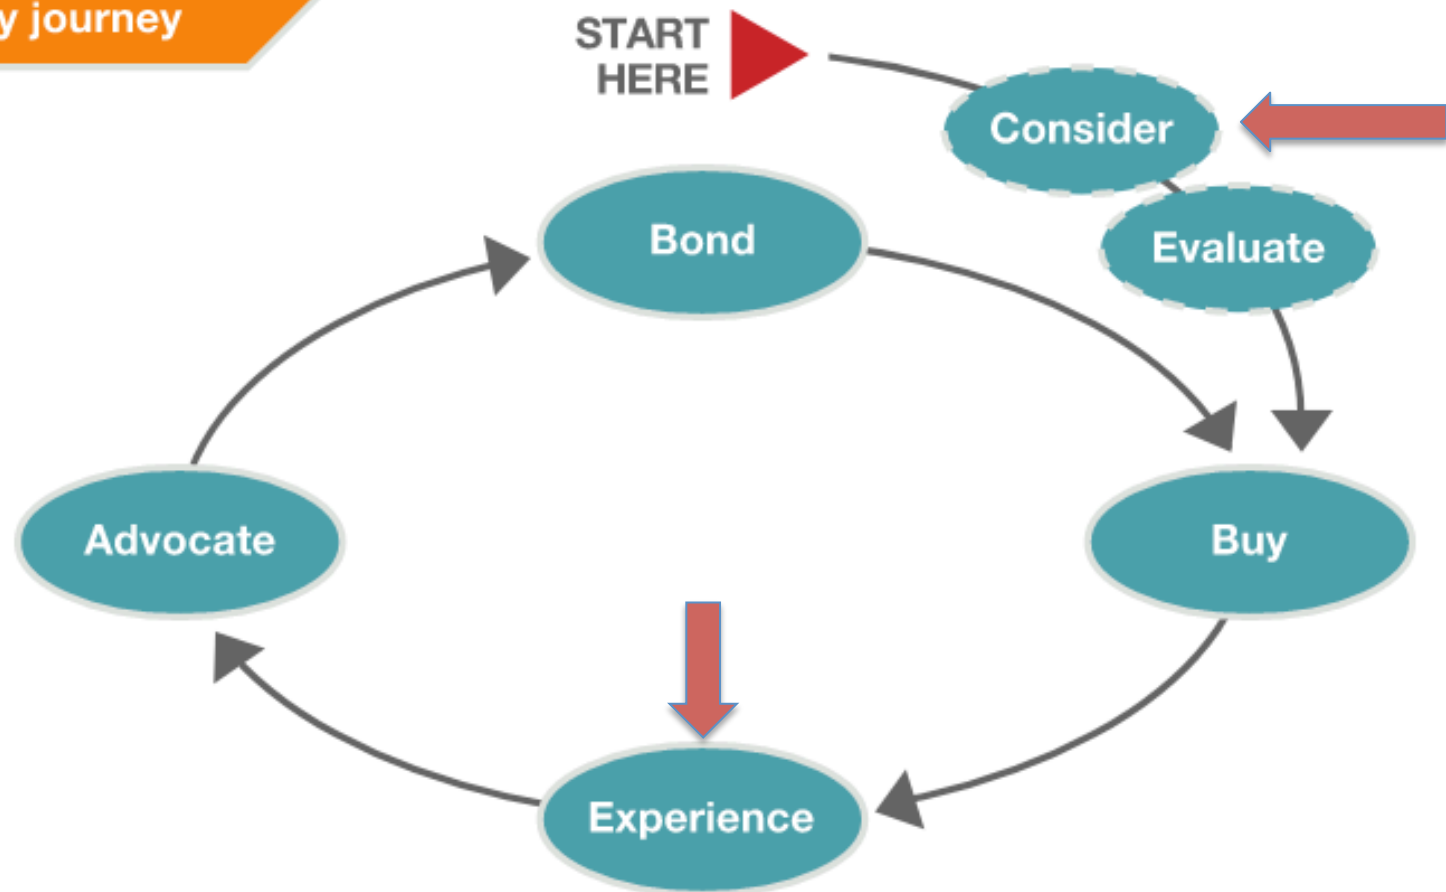 journey
START
HERE
Consider
Evaluate
Bond
Buy
Advocate
Experience